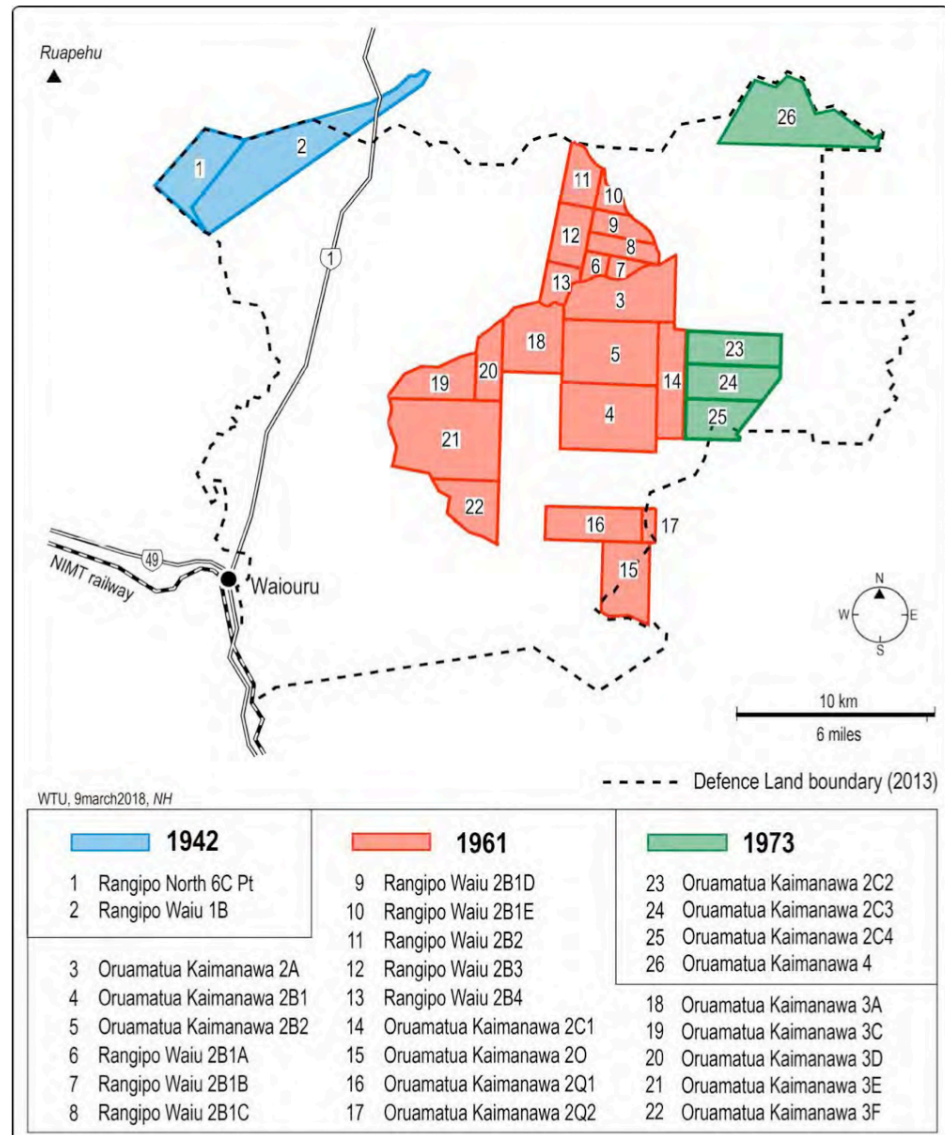 Ruapehu
1
2
26
11
10
9
8
12
6
7
13
3
1
18
5
14
23
20
19
24
4
25
21
22
16
17
15
49
NIMT railway
Waiouru
N
W
E
S
10 km
6 miles
Defence Land boundary (2013)
WTU, 9march2018, NH
1942
1 Rangipo North 6C Pt
2 Rangipo Waiu 1B
3 Oruamatua Kaimanawa 2A
4 Oruamatua Kaimanawa 2B1
5 Oruamatua Kaimanawa 2B2
6 Rangipo Waiu 2B1A
7 Rangipo Waiu 2B1B
8 Rangipo Waiu 2B1C
1961
9 Rangipo Waiu 2B1D
10 Rangipo Waiu 2B1E
11 Rangipo Waiu 2B2
12 Rangipo Waiu 2B3
13 Rangipo Waiu 2B4
14 Oruamatua Kaimanawa 2C1
15 Oruamatua Kaimanawa 2O
16 Oruamatua Kaimanawa 2Q1
17 Oruamatua Kaimanawa 2Q2
1973
23 Oruamatua Kaimanawa 2C2
24 Oruamatua Kaimanawa 2C3
25 Oruamatua Kaimanawa 2C4
26 Oruamatua Kaimanawa 4
18 Oruamatua Kaimanawa 3A
19 Oruamatua Kaimanawa 3C
20 Oruamatua Kaimanawa 3D
21 Oruamatua Kaimanawa 3E
22 Oruamatua Kaimanawa 3F